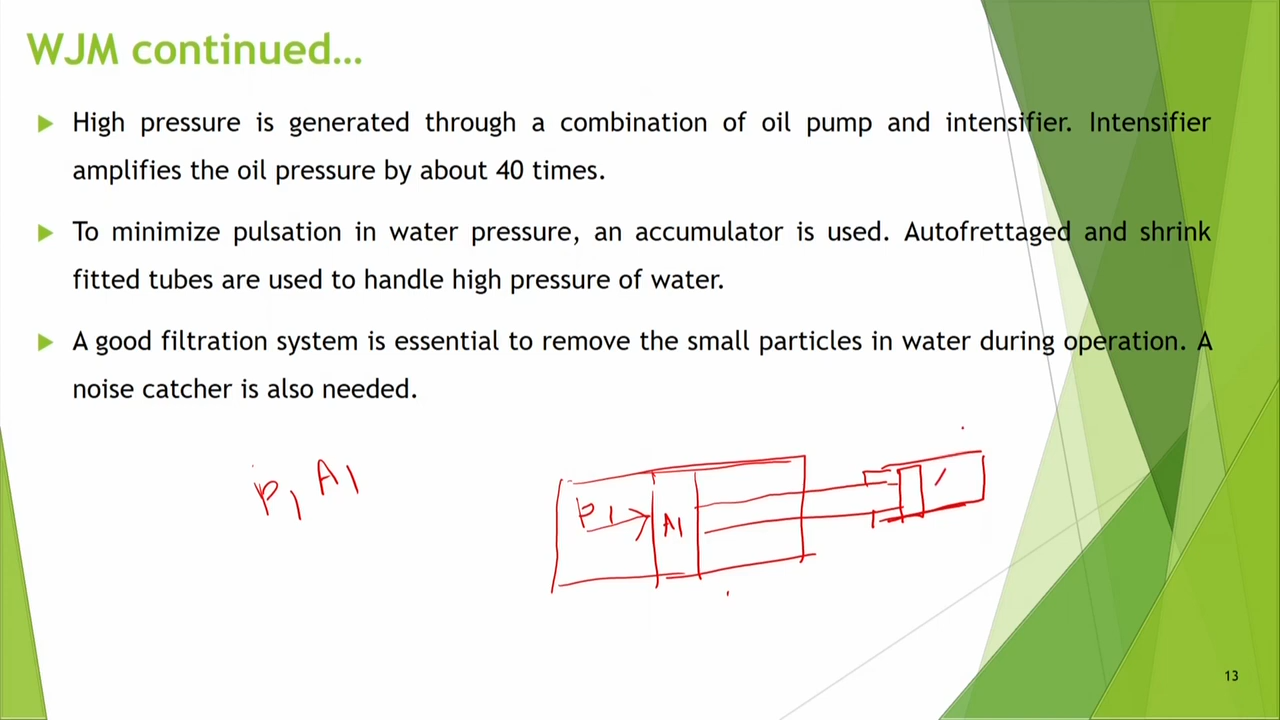 WJM continued...
High pressure is generated through a combination of oil pump and intensifier. Intensifier
amplifies the oil pressure by about 40 times.
To minimize pulsation in water pressure, an accumulator is used. Autofrettaged and shrink
fitted tubes are used to handle high pressure of water.
A good filtration system is essential to remove the small particles in water during operation. A
noise catcher is also needed.
P1 A1
P1
A1
13